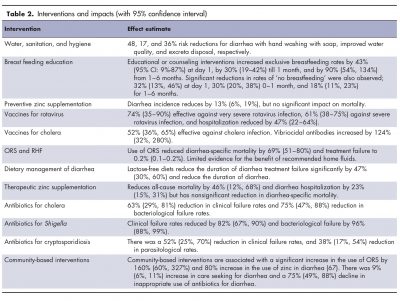 Table 2. Interventions and impacts (with 95% confidence interval)
Intervention Effect estimate
Water, sanitation, and hygiene 48, 17, and 36% risk reductions for diarrhea with hand washing with soap, improved water
quality, and excreta disposal, respectively.
Breast feeding education Educational or counseling interventions increased exclusive breastfeeding rates by 43%
(95% CI: 9%-87%) at day 1, by 30% (19–42%) till 1 month, and by 90% (54, 134%)
from 1–6 months. Significant reductions in rates of 'no breastfeeding' were also observed;
32% (13, 46%) at day 1, 30% (20, 38%) 0–1 month, and 18% (11, 23%)
for 1–6 months.
Preventive zinc supplementation Diarrhea incidence reduces by 13% (6%, 19%), but no significant impact on mortality.
Vaccines for rotavirus 74% (35–90%) effective against very severe rotavirus infection, 61% (38–75%) against severe
rotavirus infection, and hospitalization reduced by 47% (22–64%).
Vaccines for cholera 52% (36%, 65%) effective against cholera infection. Vibriocidal antibodies increased by 124%
(32%, 280%).
ORS and RHF Use of ORS reduced diarrhea-specific mortality by 69% (51–80%) and treatment failure to
0.2% (0.1–0.2%). Limited evidence for the benefit of recommended home fluids.
Dietary management of diarrhea Lactose-free diets reduce the duration of diarrhea treatment failure significantly by 47%
(30%, 60%) and reduce the duration of diarrhea.
Therapeutic zinc supplementation Reduces all-cause mortality by 46% (12%, 68%) and diarrhea hospitalization by 23%
(15%, 31%) but has nonsignificant reduction in diarrhea-specific mortality.
Antibiotics for cholera 63% (29%, 81%) reduction in clinical failure rates and 75% (47%, 88%) reduction in
bacteriological failure rates.
Antibiotics for Shigella Clinical failure rates reduced by 82% (67%, 90%) and bacteriological failure by 96%
(88%, 99%).
Antibiotics for cryptosporidiosis There was a 52% (25%, 70%) reduction in clinical failure rates, and 38% (17%, 54%) reduction in
parasitological rates.
Community-based interventions Community-based interventions are associated with a significant increase in the use of ORS by
160% (60%, 327%) and 80% increase in the use of zinc in diarrhea (67). There was 9%
(6%, 11%) increase in care seeking for diarrhea and a 75% (49%, 88%) decline in
inappropriate use of antibiotics for diarrhea.